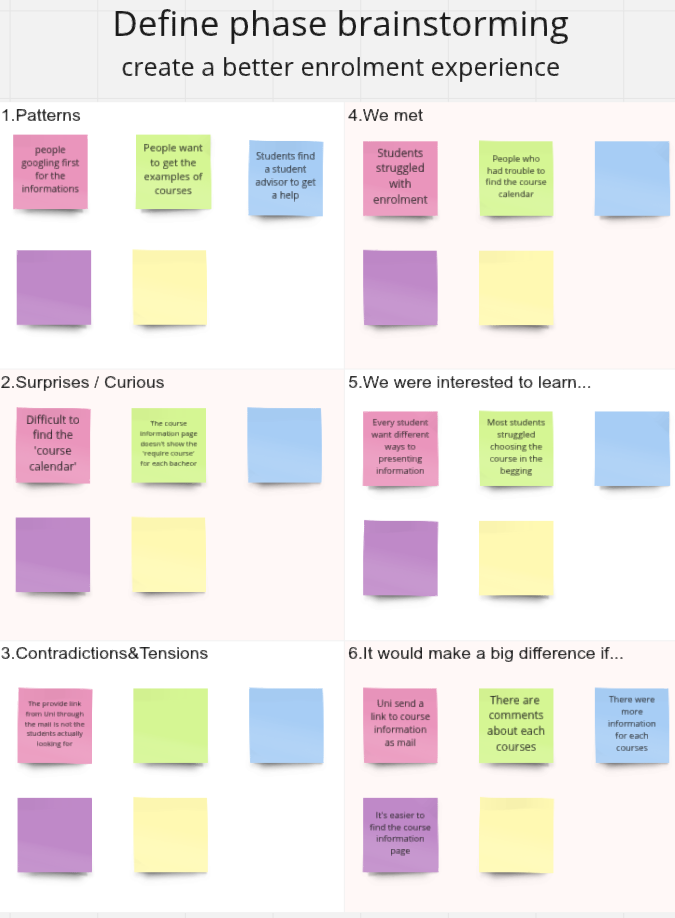 Define phase brainstorming
create a better enrolment experience
1.Patterns
people
googling first
for the
informations
People want
to get the
examples of
courses
Students find
a student
advisor to get
a help
4.We met
Students
struggled
with
enrolment
People who
had trouble to
find the course
calendar
2.Surprises / Curious
Difficult to
find the
'course
calendar'
The course
information page
doesn't show the
'require course'
for each bacheor
5.We were interested to learn...
Every student
want different
ways to
presenting
information
Most students
struggled
choosing the
course in the
begging
3.Contradictions&Tensions
The provide link
from Uni through
the mail is not the
students actually
looking for
6.It would make a big difference if...
Uni send a
link to course
information
as mail
There are
comments
about each
courses
There were
more
information
for each
courses
It's easier to
find the course
information
page